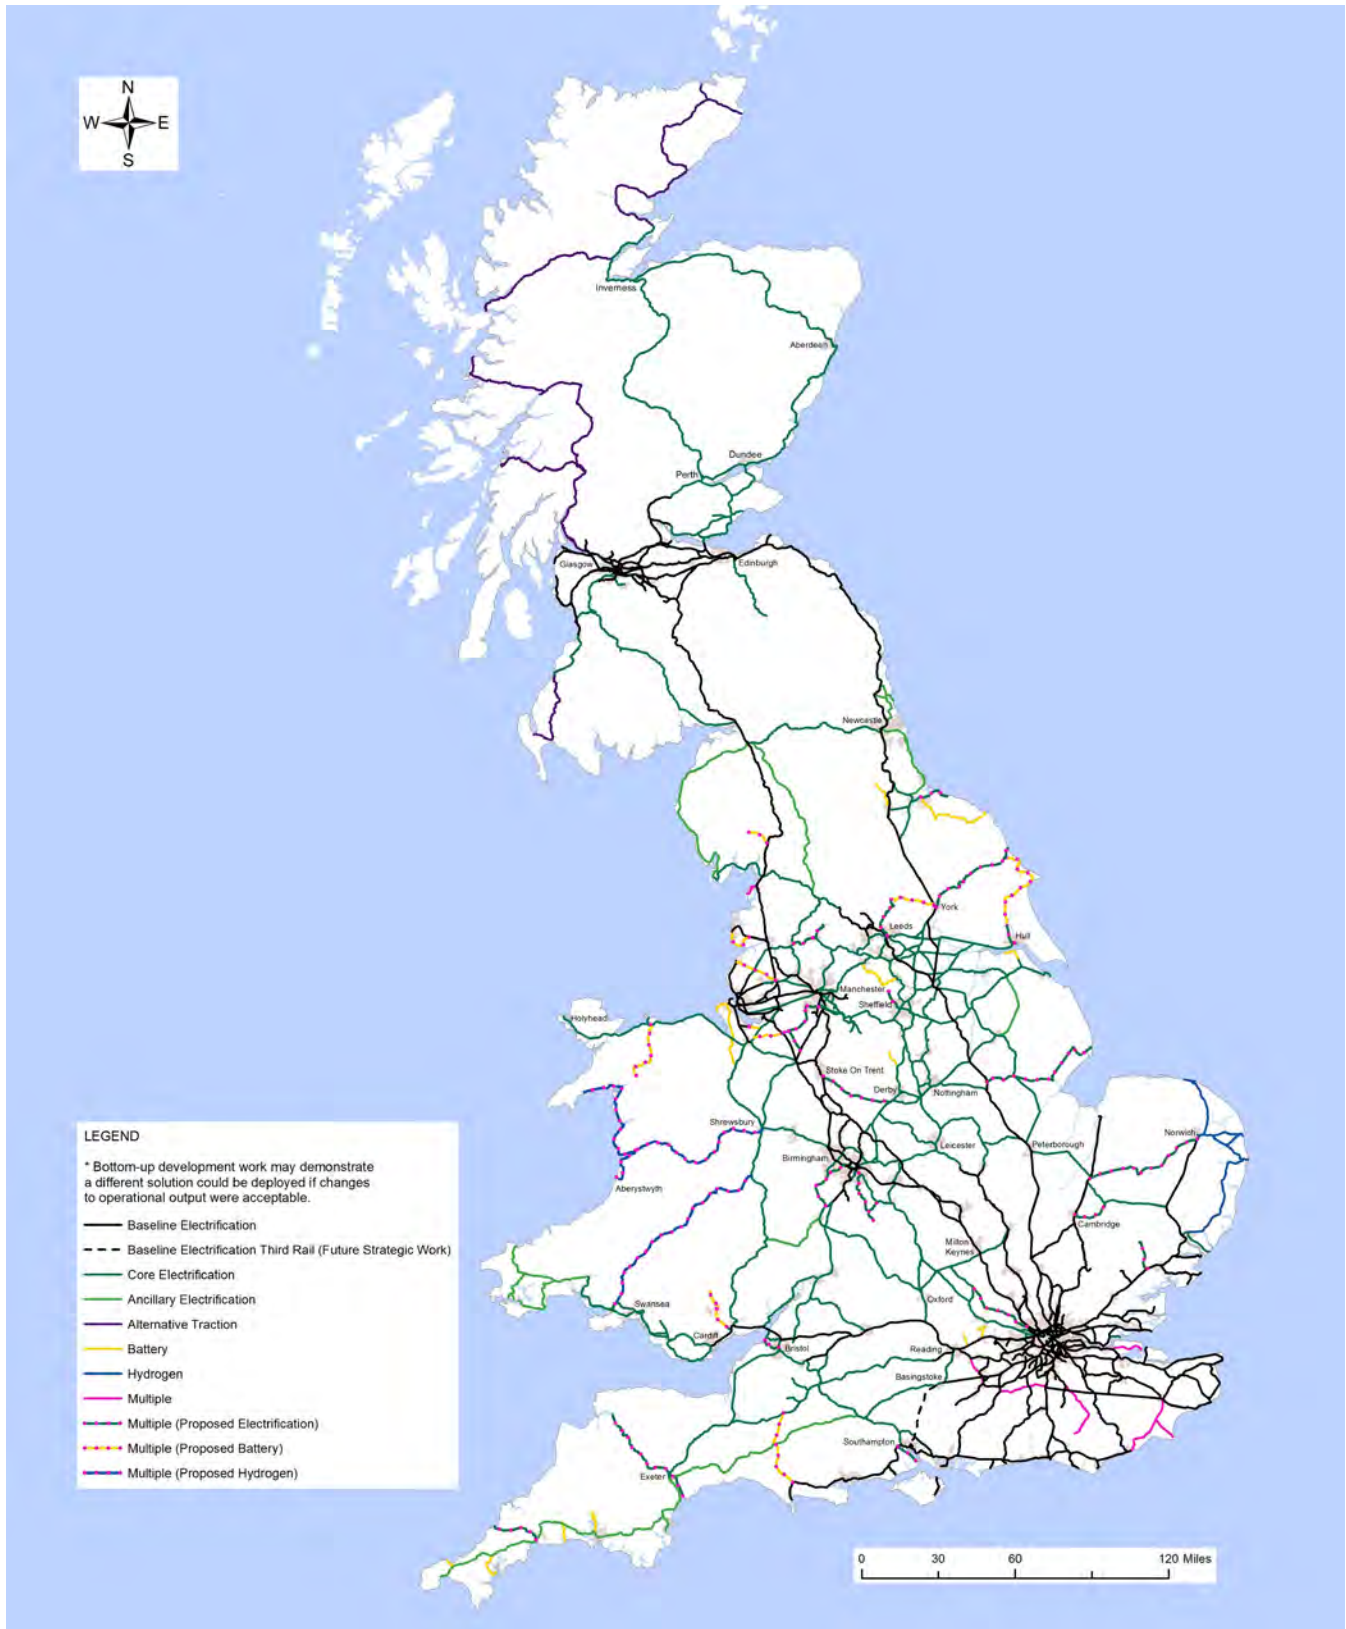 N
W E
S
Inverness
Aberdeen
Dundee
Perth
Glasgow
Edinburgh
Newcastle
York
Leeds
Hull
Manchester
Sheffield
Holyhead
Stoke On Trent
Derby
Nottingham
Shrewsbury
Leicester
Peterborough
Norwich
Birmingham
Aberystwyth
Cambridge
Milton
Keynes
Oxford
Swansea
Cardiff
Bristol
Reading
Basingstoke
Southampton
Exeter
LEGEND
* Bottom-up development work may demonstrate
a different solution could be deployed if changes
to operational output were acceptable.
Baseline Electrification
Baseline Electrification Third Rail (Future Strategic Work)
Core Electrification
Ancillary Electrification
Alternative Traction
Battery
Hydrogen
Multiple
Multiple (Proposed Electrification)
Multiple (Proposed Battery)
Multiple (Proposed Hydrogen)
0 30 60 120 Miles